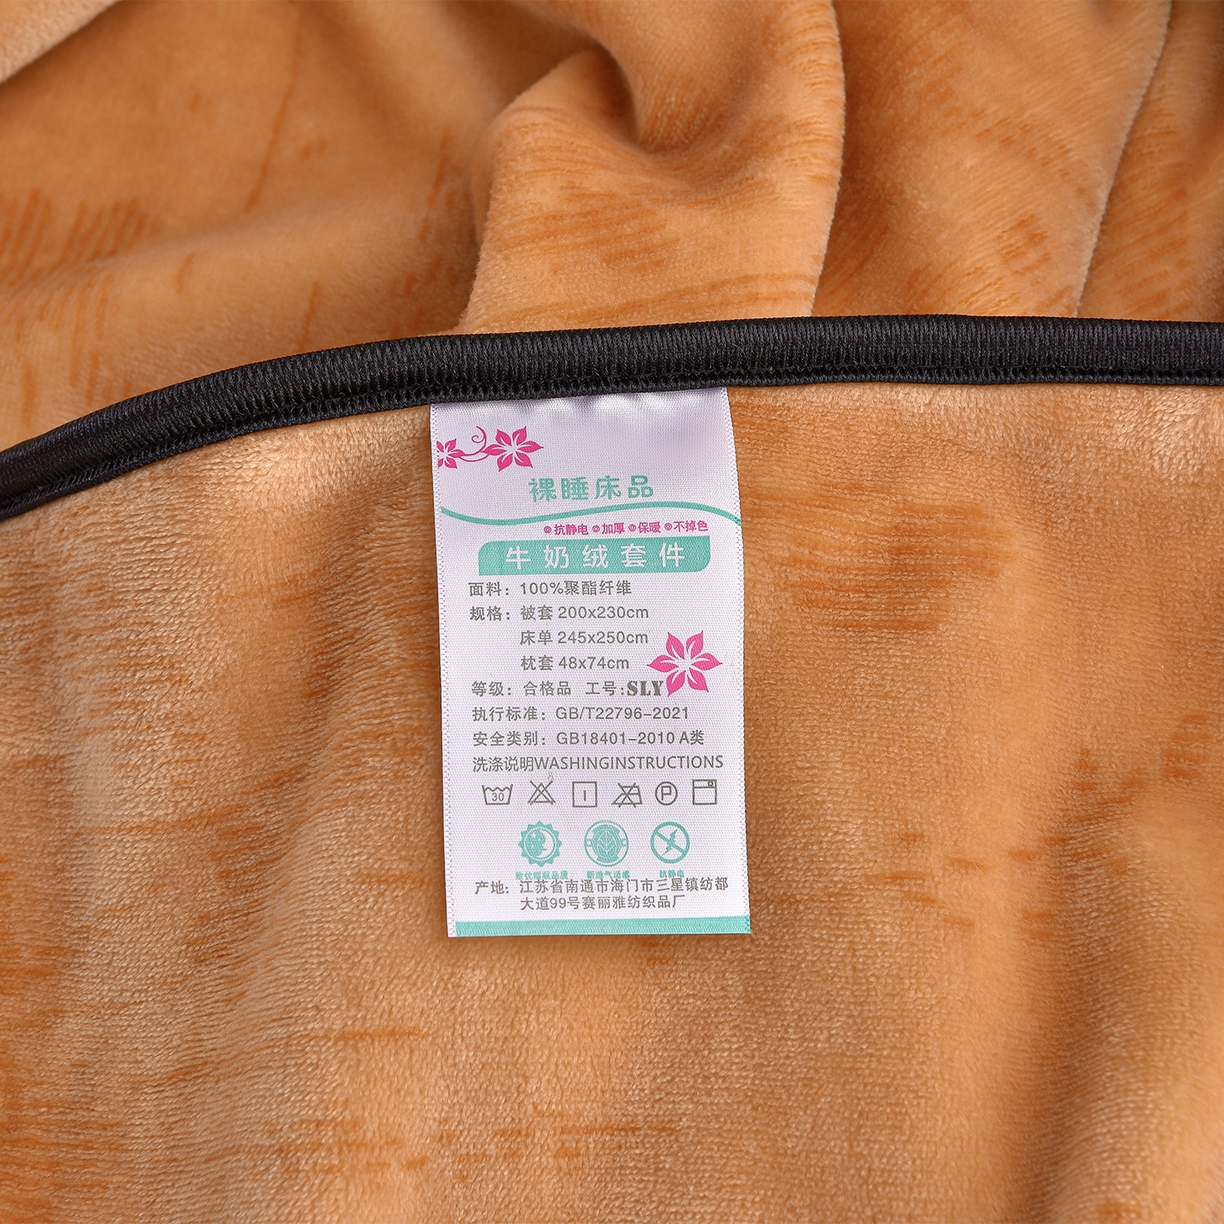 裸睡床品
抗静电 加厚 保暖 不掉色
牛奶绒套件
面料：100%聚酯纤维
规格：被套 200x230cm
床单 245x250cm
枕套 48x74cm
等级：合格品 工号:SLY
执行标准：GB/T22796-2021
安全类别：GB18401-2010 A类
洗涤说明WASHINGINSTRUCTIONS
30 P
抗静电
产地：江苏省南通市海门市三星镇纺都
大道99号赛丽雅纺织品厂